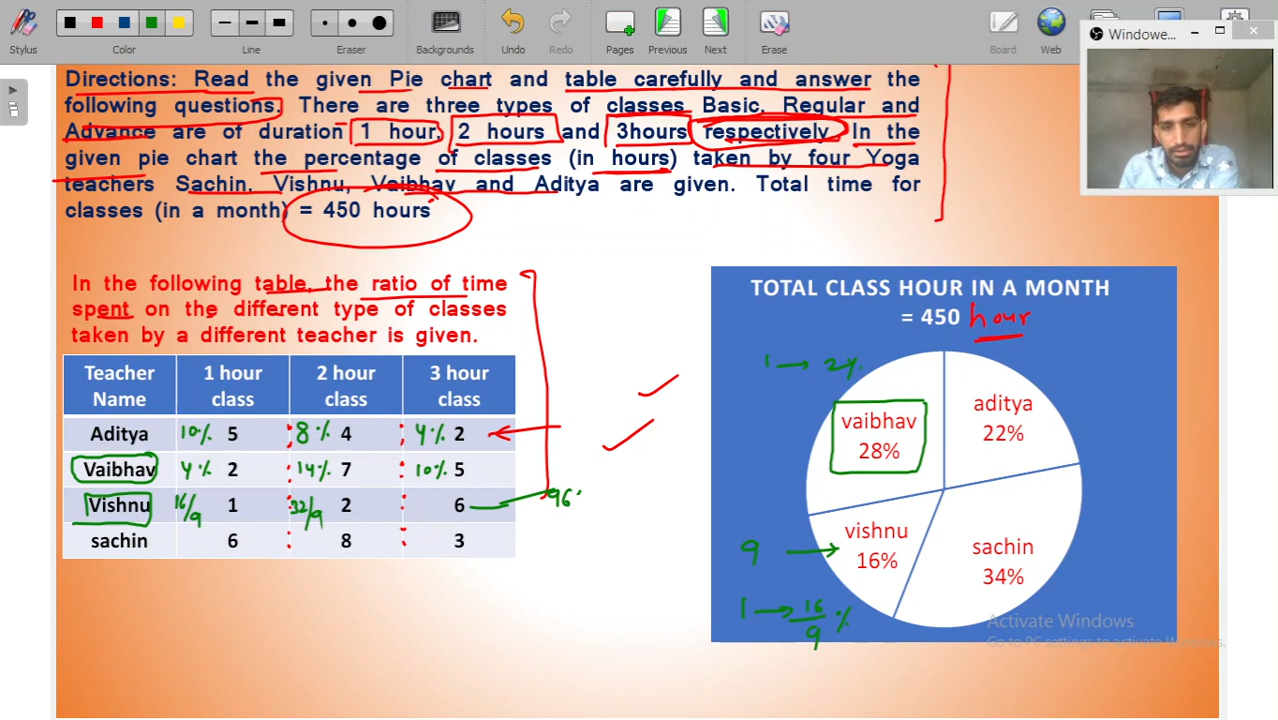 Stylus Color Line Eraser Backgrounds Undo Redo Pages Previous Next Erase Board Web
Windowe...
Directions: Read the given Pie chart and table carefully and answer the
following questions. There are three types of classes Basic, Regular and
Advance are of duration 1 hour, 2 hours and 3hours respectively. In the
given pie chart the percentage of classes (in hours) taken by four Yoga
teachers Sachin, Vishnu, Vaibhav and Aditya are given. Total time for
classes (in a month) = 450 hours
In the following table, the ratio of time
spent on the different type of classes
taken by a different teacher is given.
Teacher Name 1 hour class 2 hour class 3 hour class
Aditya 10% 5 : 8% 4 : 4% 2
Vaibhav 4% 2 : 14% 7 : 10% 5
Vishnu 16/9 1 : 32/9 2 : 6 96
sachin 6 : 8 : 3
TOTAL CLASS HOUR IN A MONTH
= 450 hour
1 → 2%
vaibhav
28%
aditya
22%
9 →
vishnu
16%
sachin
34%
1 → 16/9 %
Activate Windows
Go to PC settings to activate Windows.